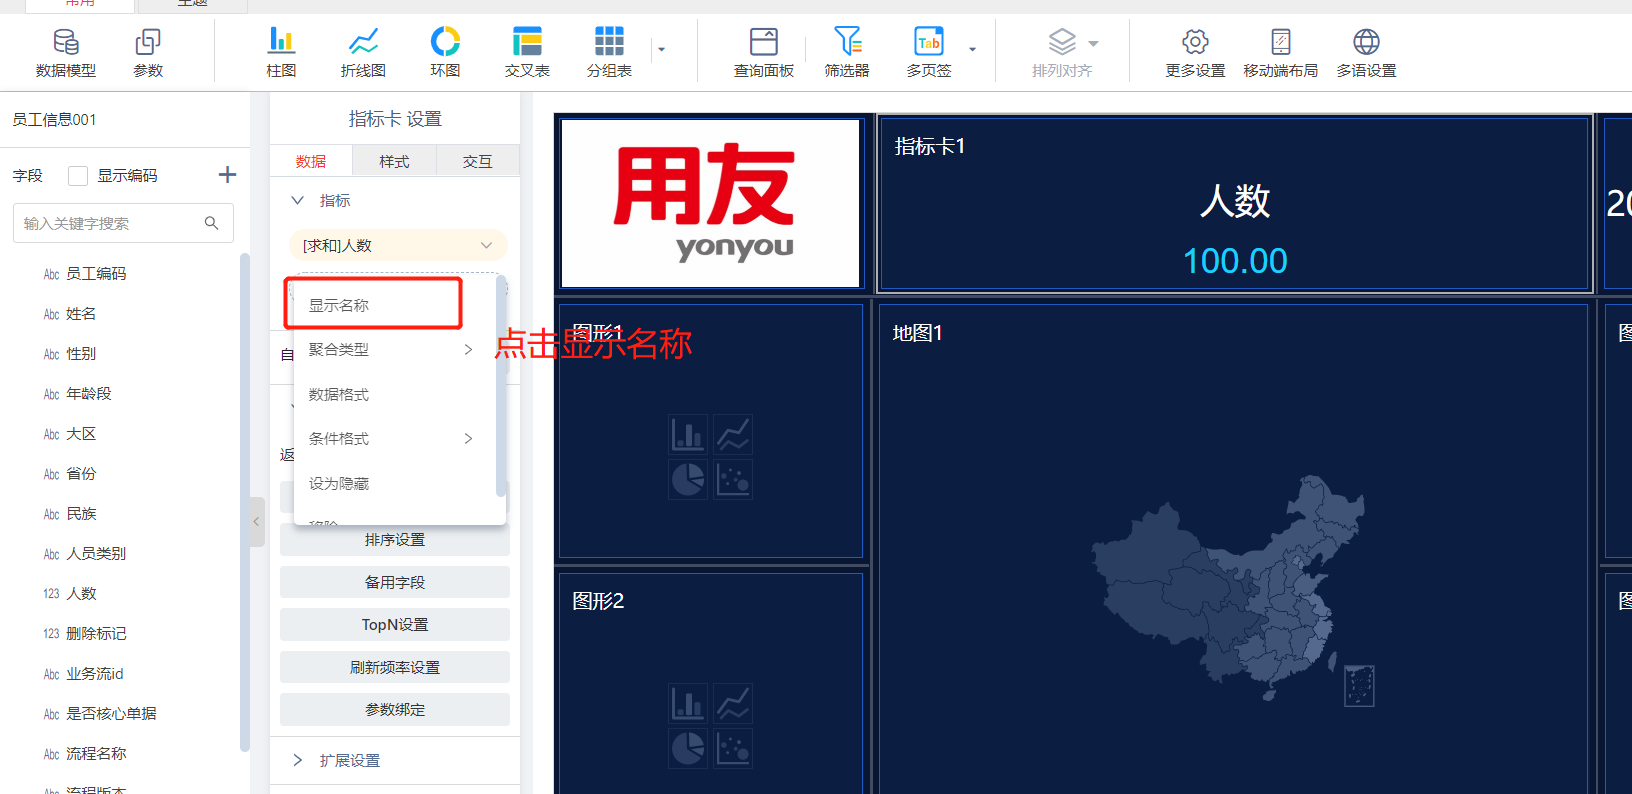 常用 主题
数据模型 参数 柱图 折线图 环图 交叉表 分组表 查询面板 筛选器 Tab 多页签 排列对齐 更多设置 移动端布局 多语设置
员工信息001
字段 显示编码
输入关键字搜索
Abc 员工编码
Abc 姓名
Abc 性别
Abc 年龄段
Abc 大区
Abc 省份
Abc 民族
Abc 人员类别
123 人数
123 删除标记
Abc 业务流id
Abc 是否核心单据
Abc 流程名称
Abc 流程版本
指标卡 设置
数据 样式 交互
指标
[求和]人数
显示名称
聚合类型
数据格式
条件格式
设为隐藏
移除
自
返
排序设置
备用字段
TopN设置
刷新频率设置
参数绑定
扩展设置
点击显示名称
用友
yonyou
指标卡1
人数
100.00
20
图形1
地图1
图
图形2
图